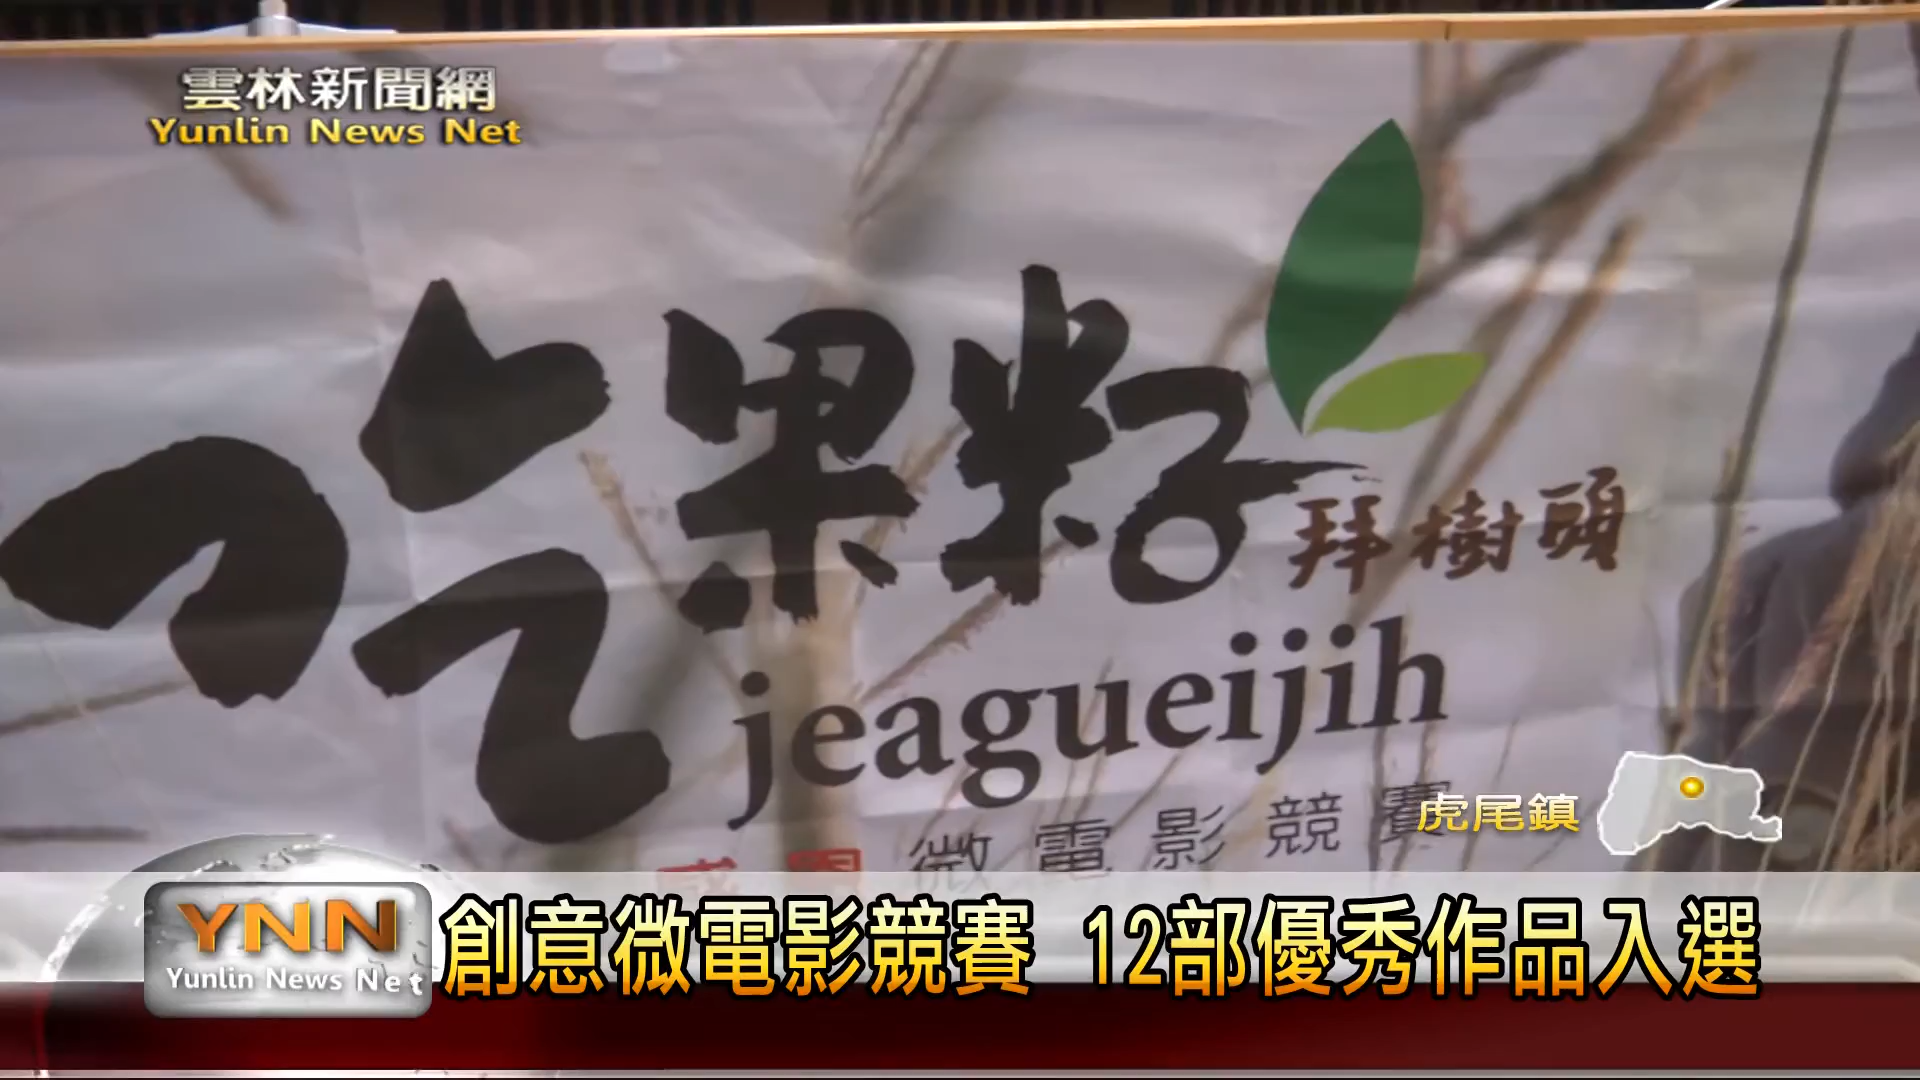 雲林新聞網
Yunlin News Net
吃果籽
拜樹頭
jeagueijih
微電影競賽
虎尾鎮
YNN
Yunlin News Net
創意微電影競賽 12部優秀作品入選